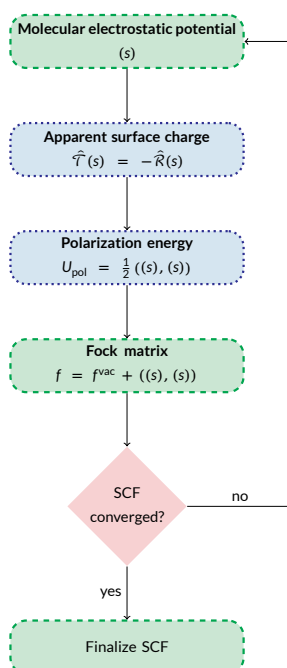 Molecular electrostatic potential
(s)
Apparent surface charge
𝒯̂(s) = −ℛ̂(s)
Polarization energy
U_pol = ½ ((s), (s))
Fock matrix
f = f^vac + ((s), (s))
SCF
converged?
no
yes
Finalize SCF